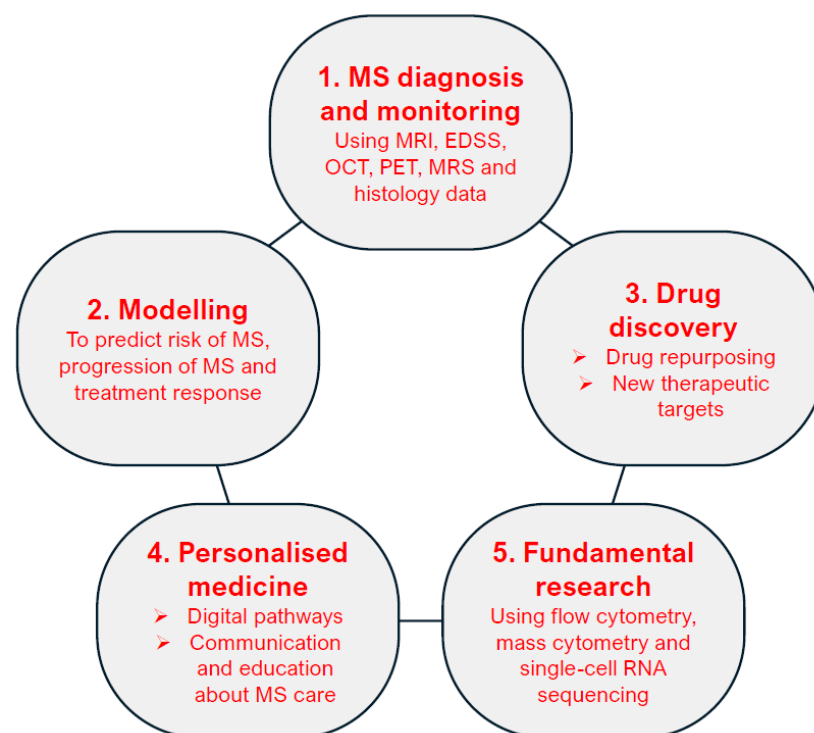 1. MS diagnosis
and monitoring
Using MRI, EDSS,
OCT, PET, MRS and
histology data
2. Modelling
To predict risk of MS,
progression of MS and
treatment response
3. Drug
discovery
➢ Drug repurposing
➢ New therapeutic
targets
4. Personalised
medicine
➢ Digital pathways
➢ Communication
and education
about MS care
5. Fundamental
research
Using flow cytometry,
mass cytometry and
single-cell RNA
sequencing